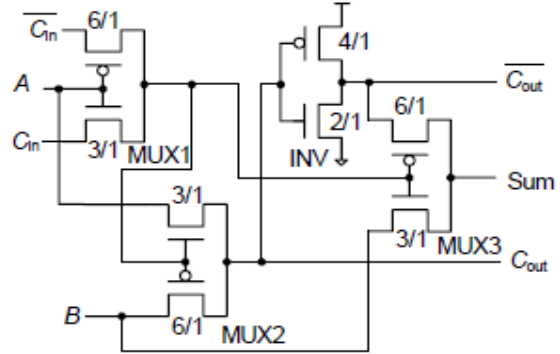 C̅in 6/1
A
Cin
3/1 MUX1
4/1
2/1
INV
C̅out
6/1
Sum
3/1
3/1 MUX3
Cout
B
6/1 MUX2